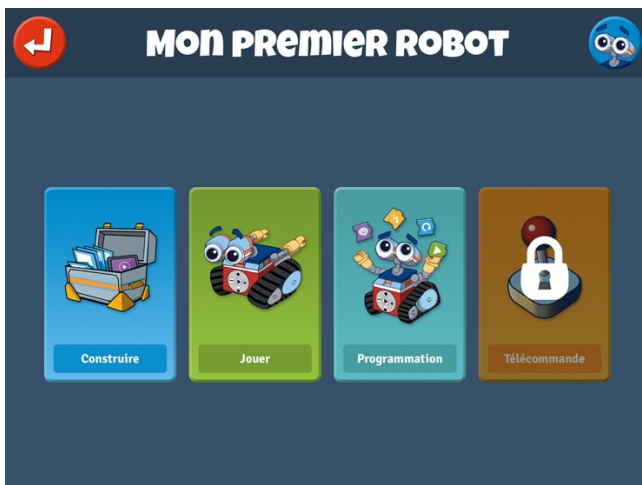 Mon premier robot
Construire
Jouer
Programmation
Télécommande